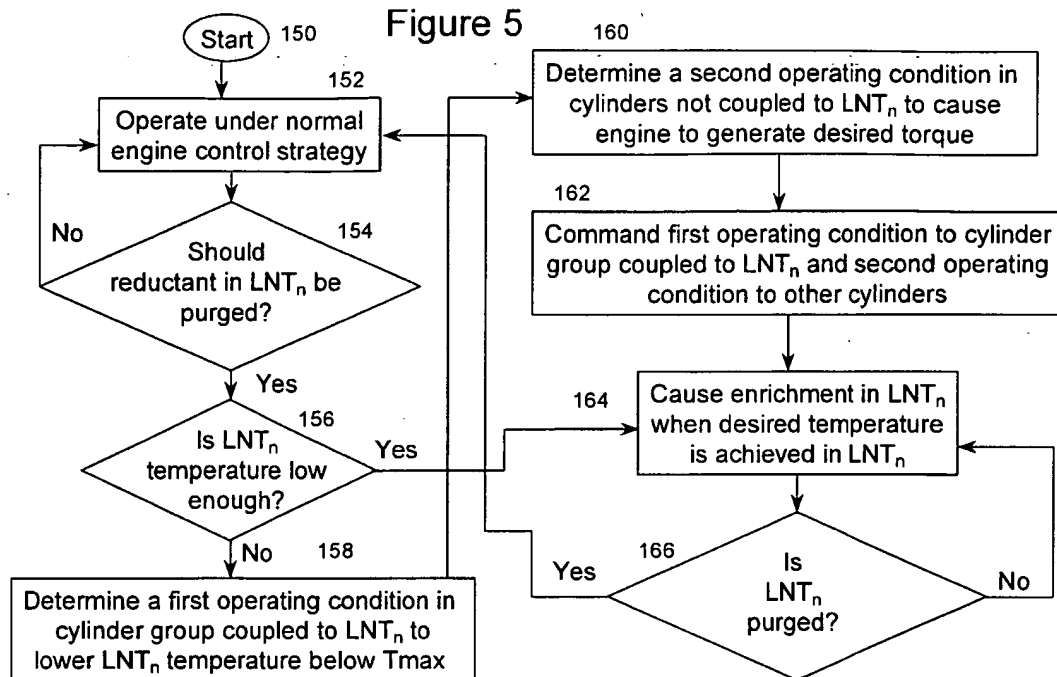 Figure 5
Start
150
152
Operate under normal
engine control strategy
No
154
Should
reductant in LNTn be
purged?
Yes
156
Is LNTn
temperature low
enough?
Yes
No
158
Determine a first operating condition in
cylinder group coupled to LNTn to
lower LNTn temperature below Tmax
160
Determine a second operating condition in
cylinders not coupled to LNTn to cause
engine to generate desired torque
162
Command first operating condition to cylinder
group coupled to LNTn and second operating
condition to other cylinders
164
Cause enrichment in LNTn
when desired temperature
is achieved in LNTn
166
Is
LNTn
purged?
Yes
No